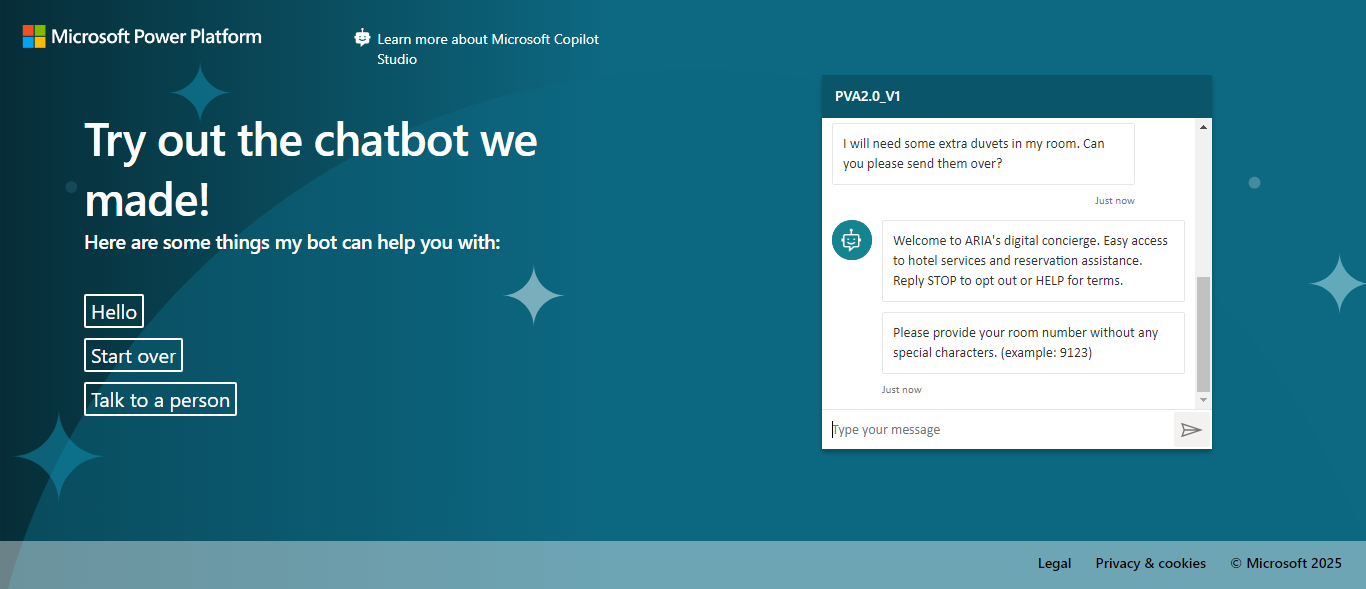 Microsoft Power Platform
Learn more about Microsoft Copilot
Studio
Try out the chatbot we
made!
Here are some things my bot can help you with:
Hello
Start over
Talk to a person
PVA2.0_V1
I will need some extra duvets in my room. Can
you please send them over?
Just now
Welcome to ARIA's digital concierge. Easy access
to hotel services and reservation assistance.
Reply STOP to opt out or HELP for terms.
Please provide your room number without any
special characters. (example: 9123)
Just now
Type your message
Legal
Privacy & cookies
© Microsoft 2025